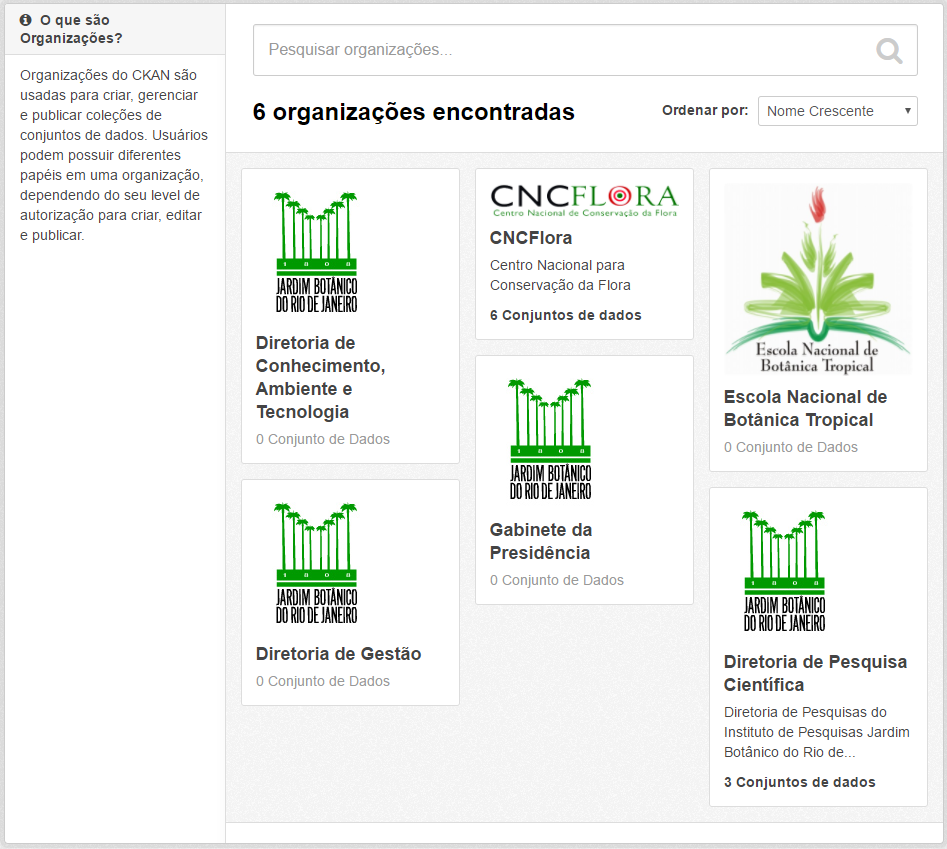 O que são
Organizações?
Organizações do CKAN são
usadas para criar, gerenciar
e publicar coleções de
conjuntos de dados. Usuários
podem possuir diferentes
papéis em uma organização,
dependendo do seu level de
autorização para criar, editar
e publicar.
Pesquisar organizações...
6 organizações encontradas
Ordenar por:
Nome Crescente
1 8 0 8
JARDIM BOTÂNICO
DO RIO DE JANEIRO
Diretoria de
Conhecimento,
Ambiente e
Tecnologia
0 Conjunto de Dados
CNCFLORA
Centro Nacional de Conservação da Flora
CNCFlora
Centro Nacional para
Conservação da Flora
6 Conjuntos de dados
Escola Nacional de
Botânica Tropical
Escola Nacional de
Botânica Tropical
0 Conjunto de Dados
1 8 0 8
JARDIM BOTÂNICO
DO RIO DE JANEIRO
Diretoria de Gestão
0 Conjunto de Dados
1 8 0 8
JARDIM BOTÂNICO
DO RIO DE JANEIRO
Gabinete da
Presidência
0 Conjunto de Dados
1 8 0 8
JARDIM BOTÂNICO
DO RIO DE JANEIRO
Diretoria de Pesquisa
Científica
Diretoria de Pesquisas do
Instituto de Pesquisas Jardim
Botânico do Rio de...
3 Conjuntos de dados